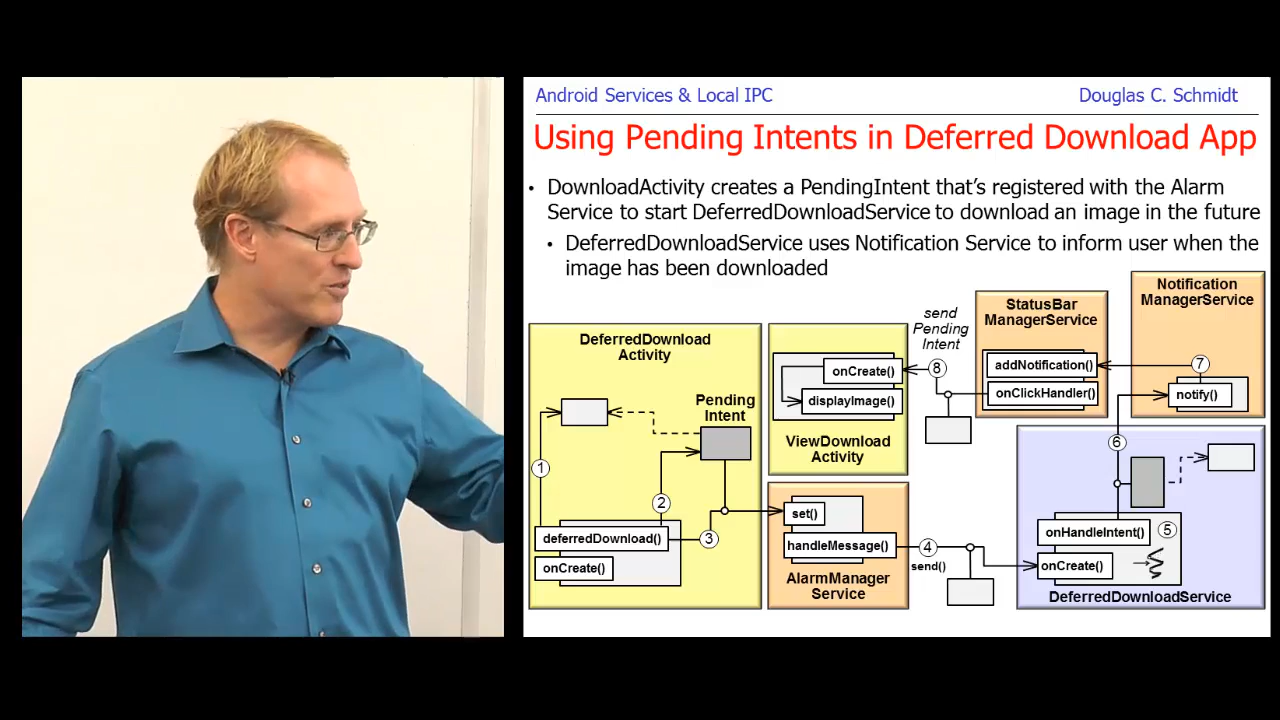 Android Services & Local IPC
Douglas C. Schmidt
Using Pending Intents in Deferred Download App
• DownloadActivity creates a PendingIntent that's registered with the Alarm
Service to start DeferredDownloadService to download an image in the future
• DeferredDownloadService uses Notification Service to inform user when the
image has been downloaded
DeferredDownload
Activity
Pending
Intent
1
2
3
deferredDownload()
onCreate()
onCreate()
displayImage()
ViewDownload
Activity
set()
handleMessage()
AlarmManager
Service
4
send()
send
Pending
Intent
8
StatusBar
ManagerService
addNotification()
onClickHandler()
Notification
ManagerService
7
notify()
6
onHandleIntent()
5
onCreate()
DeferredDownloadService